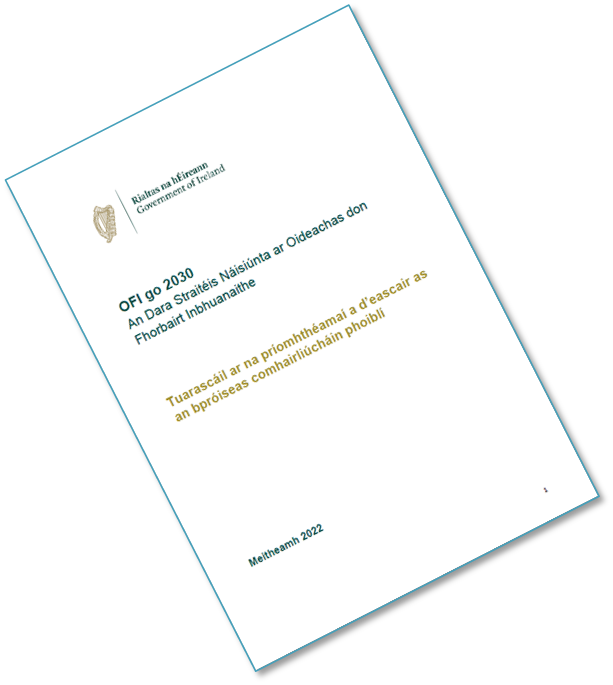 Rialtas na hÉireann
Government of Ireland
OFI go 2030
An Dara Straitéis Náisiúnta ar Oideachas don
Fhorbairt Inbhuanaithe
Tuarascáil ar na príomhthéamaí a d'eascair as
an bpróiseas comhairliúcháin phoiblí
1
Meitheamh 2022